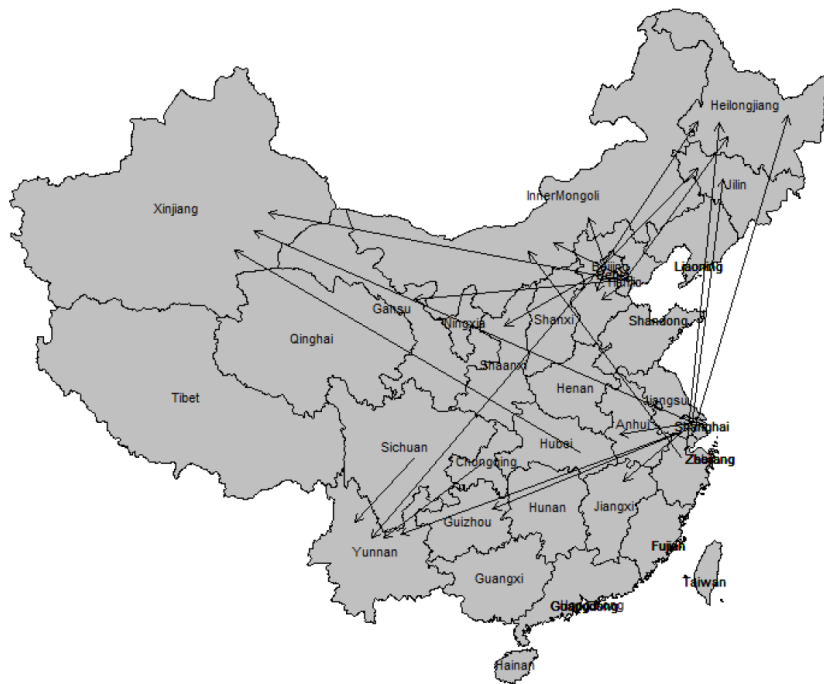 Heilongjiang
Jilin
InnerMongoli
Xinjiang
Beijing
Liaoning
Gansu
Ningxia
Shanxi
Shandong
Qinghai
Shaanxi
Henan
Tibet
Jiangsu
Anhui
Shanghai
Hubei
Sichuan
Chongqing
Jiangxi
Hunan
Guizhou
Yunnan
Fujian
Guangxi
Taiwan
Hainan